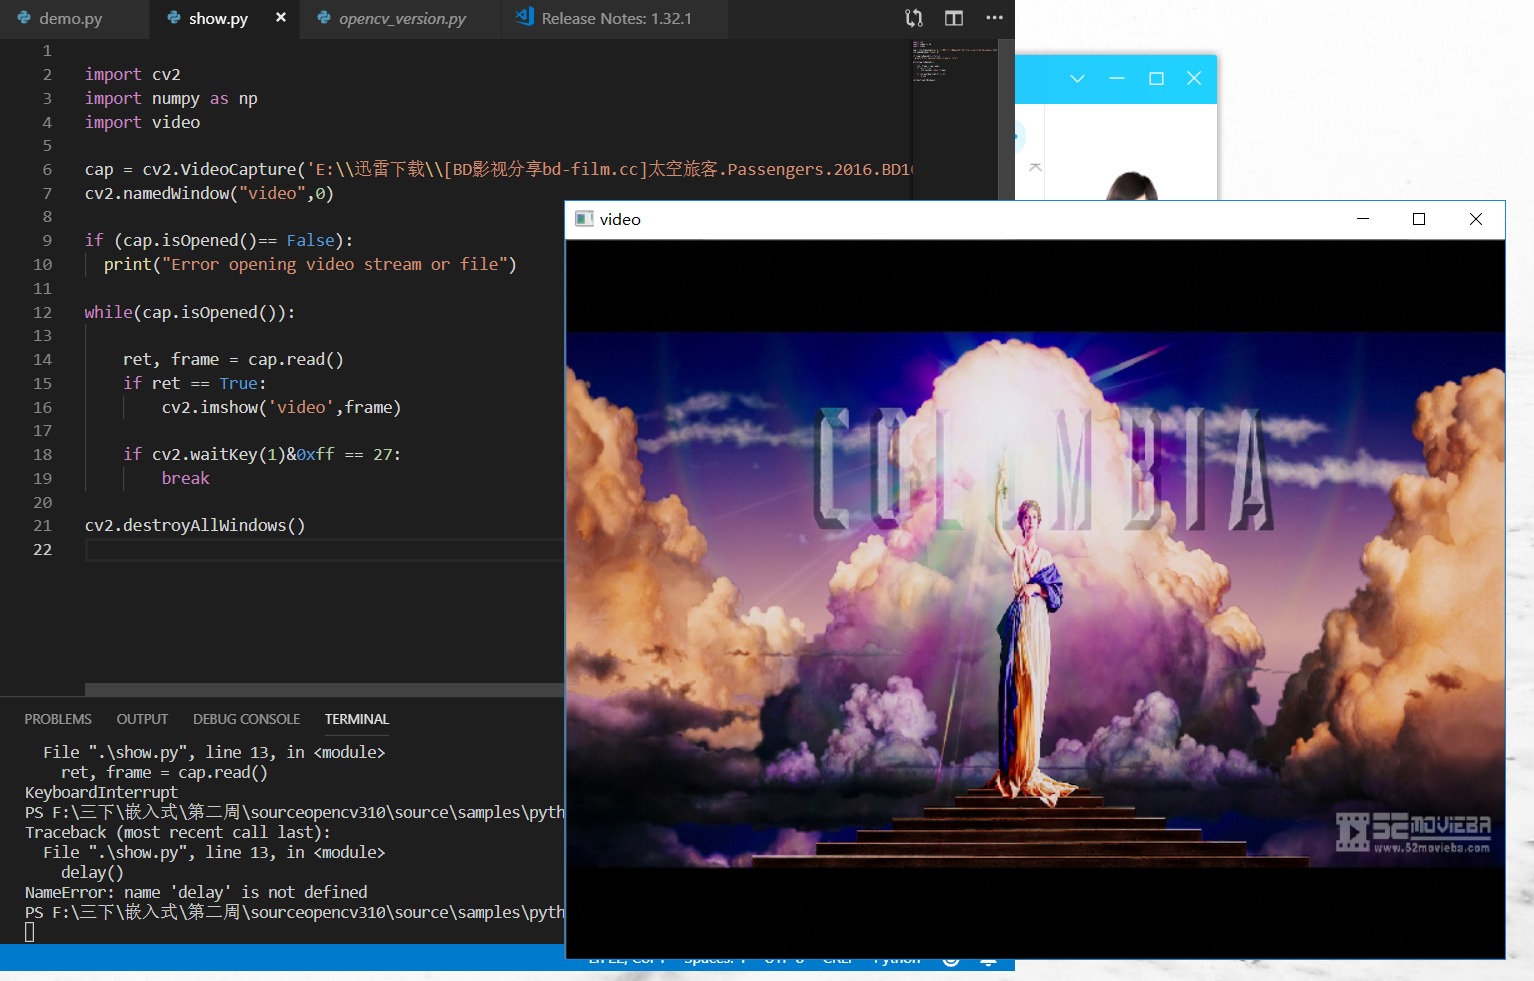 demo.py
show.py
opencv_version.py
Release Notes: 1.32.1
1
2 import cv2
3 import numpy as np
4 import video
5
6 cap = cv2.VideoCapture('E:\\迅雷下载\\[BD影视分享bd-film.cc]太空旅客.Passengers.2016.BD1
7 cv2.namedWindow("video",0)
8
9 if (cap.isOpened()== False):
10 print("Error opening video stream or file")
11
12 while(cap.isOpened()):
13
14 ret, frame = cap.read()
15 if ret == True:
16 cv2.imshow('video',frame)
17
18 if cv2.waitKey(1)&0xff == 27:
19 break
20
21 cv2.destroyAllWindows()
22
PROBLEMS OUTPUT DEBUG CONSOLE TERMINAL
File ".\show.py", line 13, in <module>
ret, frame = cap.read()
KeyboardInterrupt
PS F:\三下\嵌入式\第二周\sourceopencv310\source\samples\pyth
Traceback (most recent call last):
File ".\show.py", line 13, in <module>
delay()
NameError: name 'delay' is not defined
PS F:\三下\嵌入式\第二周\sourceopencv310\source\samples\pyth
video
COLUMBIA
52MOVIEBA
www.52movieba.com